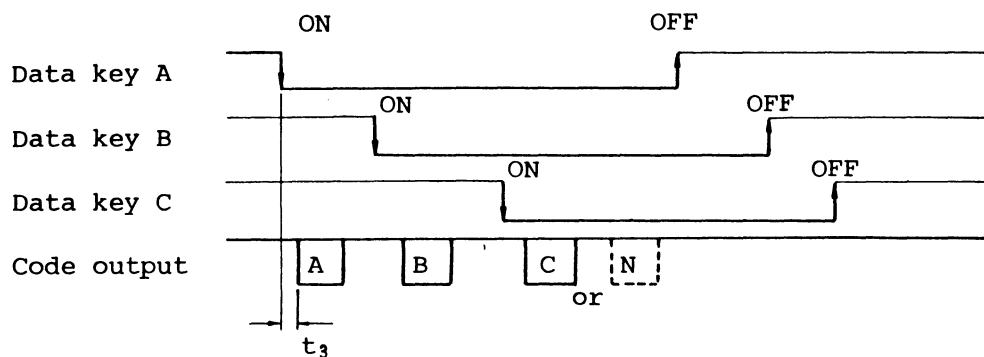 ON OFF
Data key A
ON OFF
Data key B
ON OFF
Data key C
Code output A B C N
or
t₃